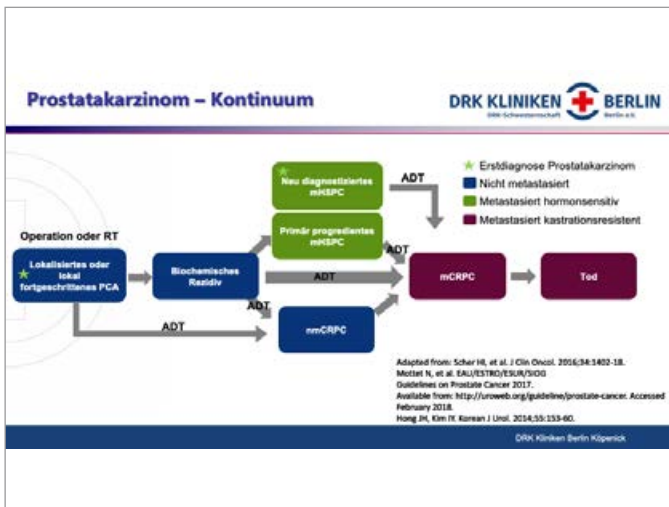 Prostatakarzinom – Kontinuum
DRK KLINIKEN BERLIN
DRK-Schwesternschaft Berlin e.V.
Erstdiagnose Prostatakarzinom
Nicht metastasiert
Metastasiert hormonsensitiv
Metastasiert kastrationsresistent
Neu diagnostiziertes
mHSPC
ADT
Primär progredientes
mHSPC
ADT
Operation oder RT
Lokalisiertes oder
lokal
fortgeschrittenes PCA
Biochemisches
Rezidiv
ADT
mCRPC
Tod
ADT
ADT
nmCRPC
Adapted from: Scher HI, et al. J Clin Oncol. 2016;34:1402-18.
Mottet N, et al. EAU/ESTRO/ESUR/SIOG
Guidelines on Prostate Cancer 2017.
Available from: http://uroweb.org/guideline/prostate-cancer. Accessed
February 2018.
Hong JH, Kim IY. Korean J Urol. 2014;55:153-60.
DRK Kliniken Berlin Köpenick